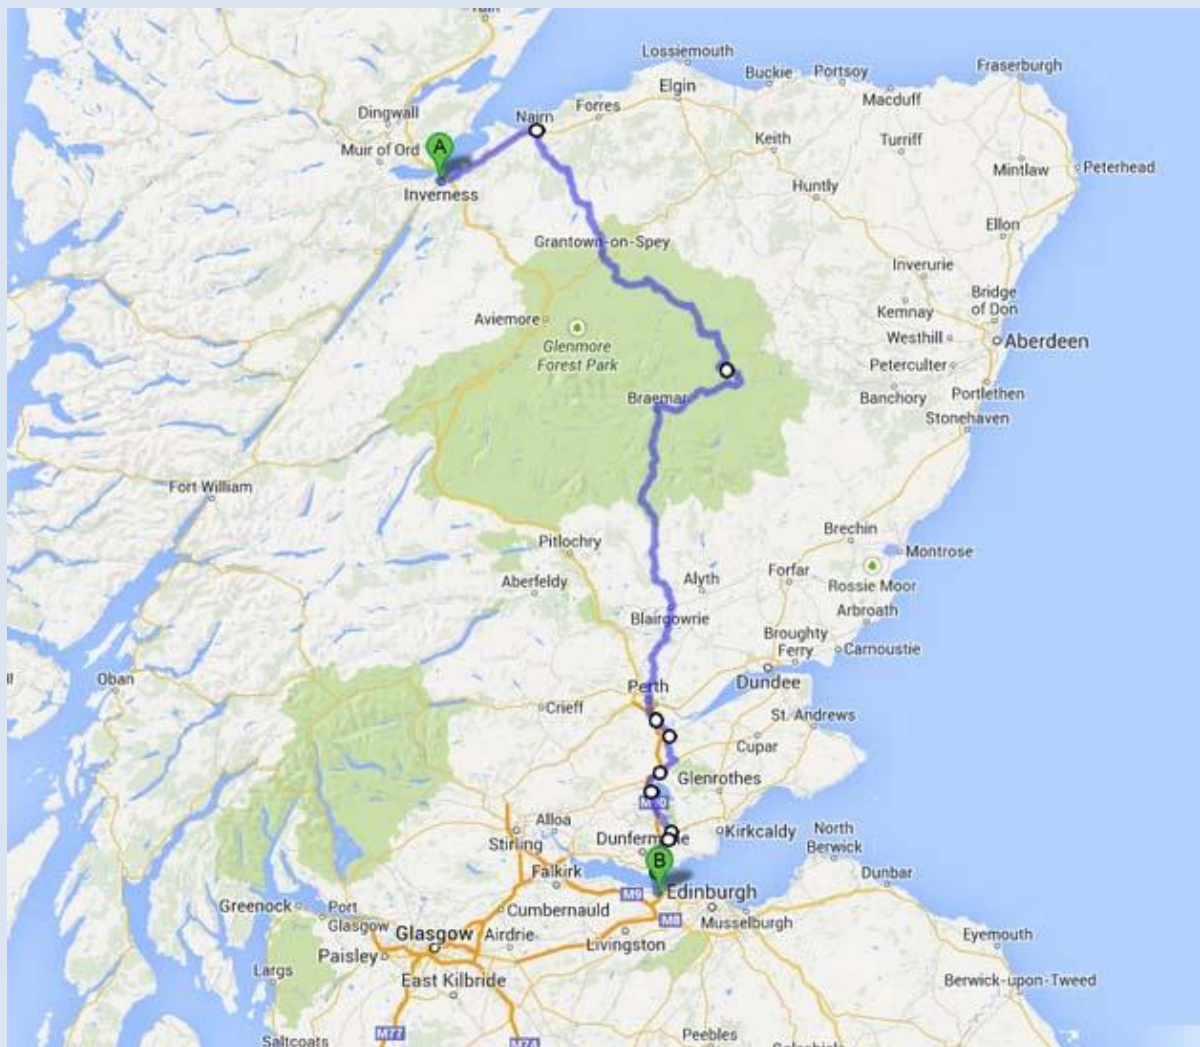 Tain
Lossiemouth
Fraserburgh
Buckie
Portsoy
Elgin
Macduff
Forres
Dingwall
Nairn
A
Keith
Turriff
Muir of Ord
Mintlaw
Peterhead
Inverness
Huntly
Ellon
Grantown-on-Spey
Inverurie
Bridge
of Don
Kemnay
Aviemore
Westhill
Aberdeen
Glenmore
Forest Park
Peterculter
Braemar
Banchory
Portlethen
Stonehaven
Fort William
Brechin
Pitlochry
Montrose
Aberfeldy
Alyth
Forfar
Rossie Moor
Arbroath
Blairgowrie
Broughty
Ferry
Carnoustie
Oban
Perth
Dundee
Crieff
St. Andrews
Cupar
Glenrothes
M90
Alloa
Stirling
Dunfermline
Kirkcaldy
North
Berwick
B
Falkirk
M9
Edinburgh
Dunbar
Greenock
Port
Glasgow
Cumbernauld
M8
Musselburgh
Glasgow
Airdrie
Livingston
Eyemouth
Paisley
Largs
East Kilbride
Berwick-upon-Tweed
M77
M74
Saltcoats
Peebles
Galashiels